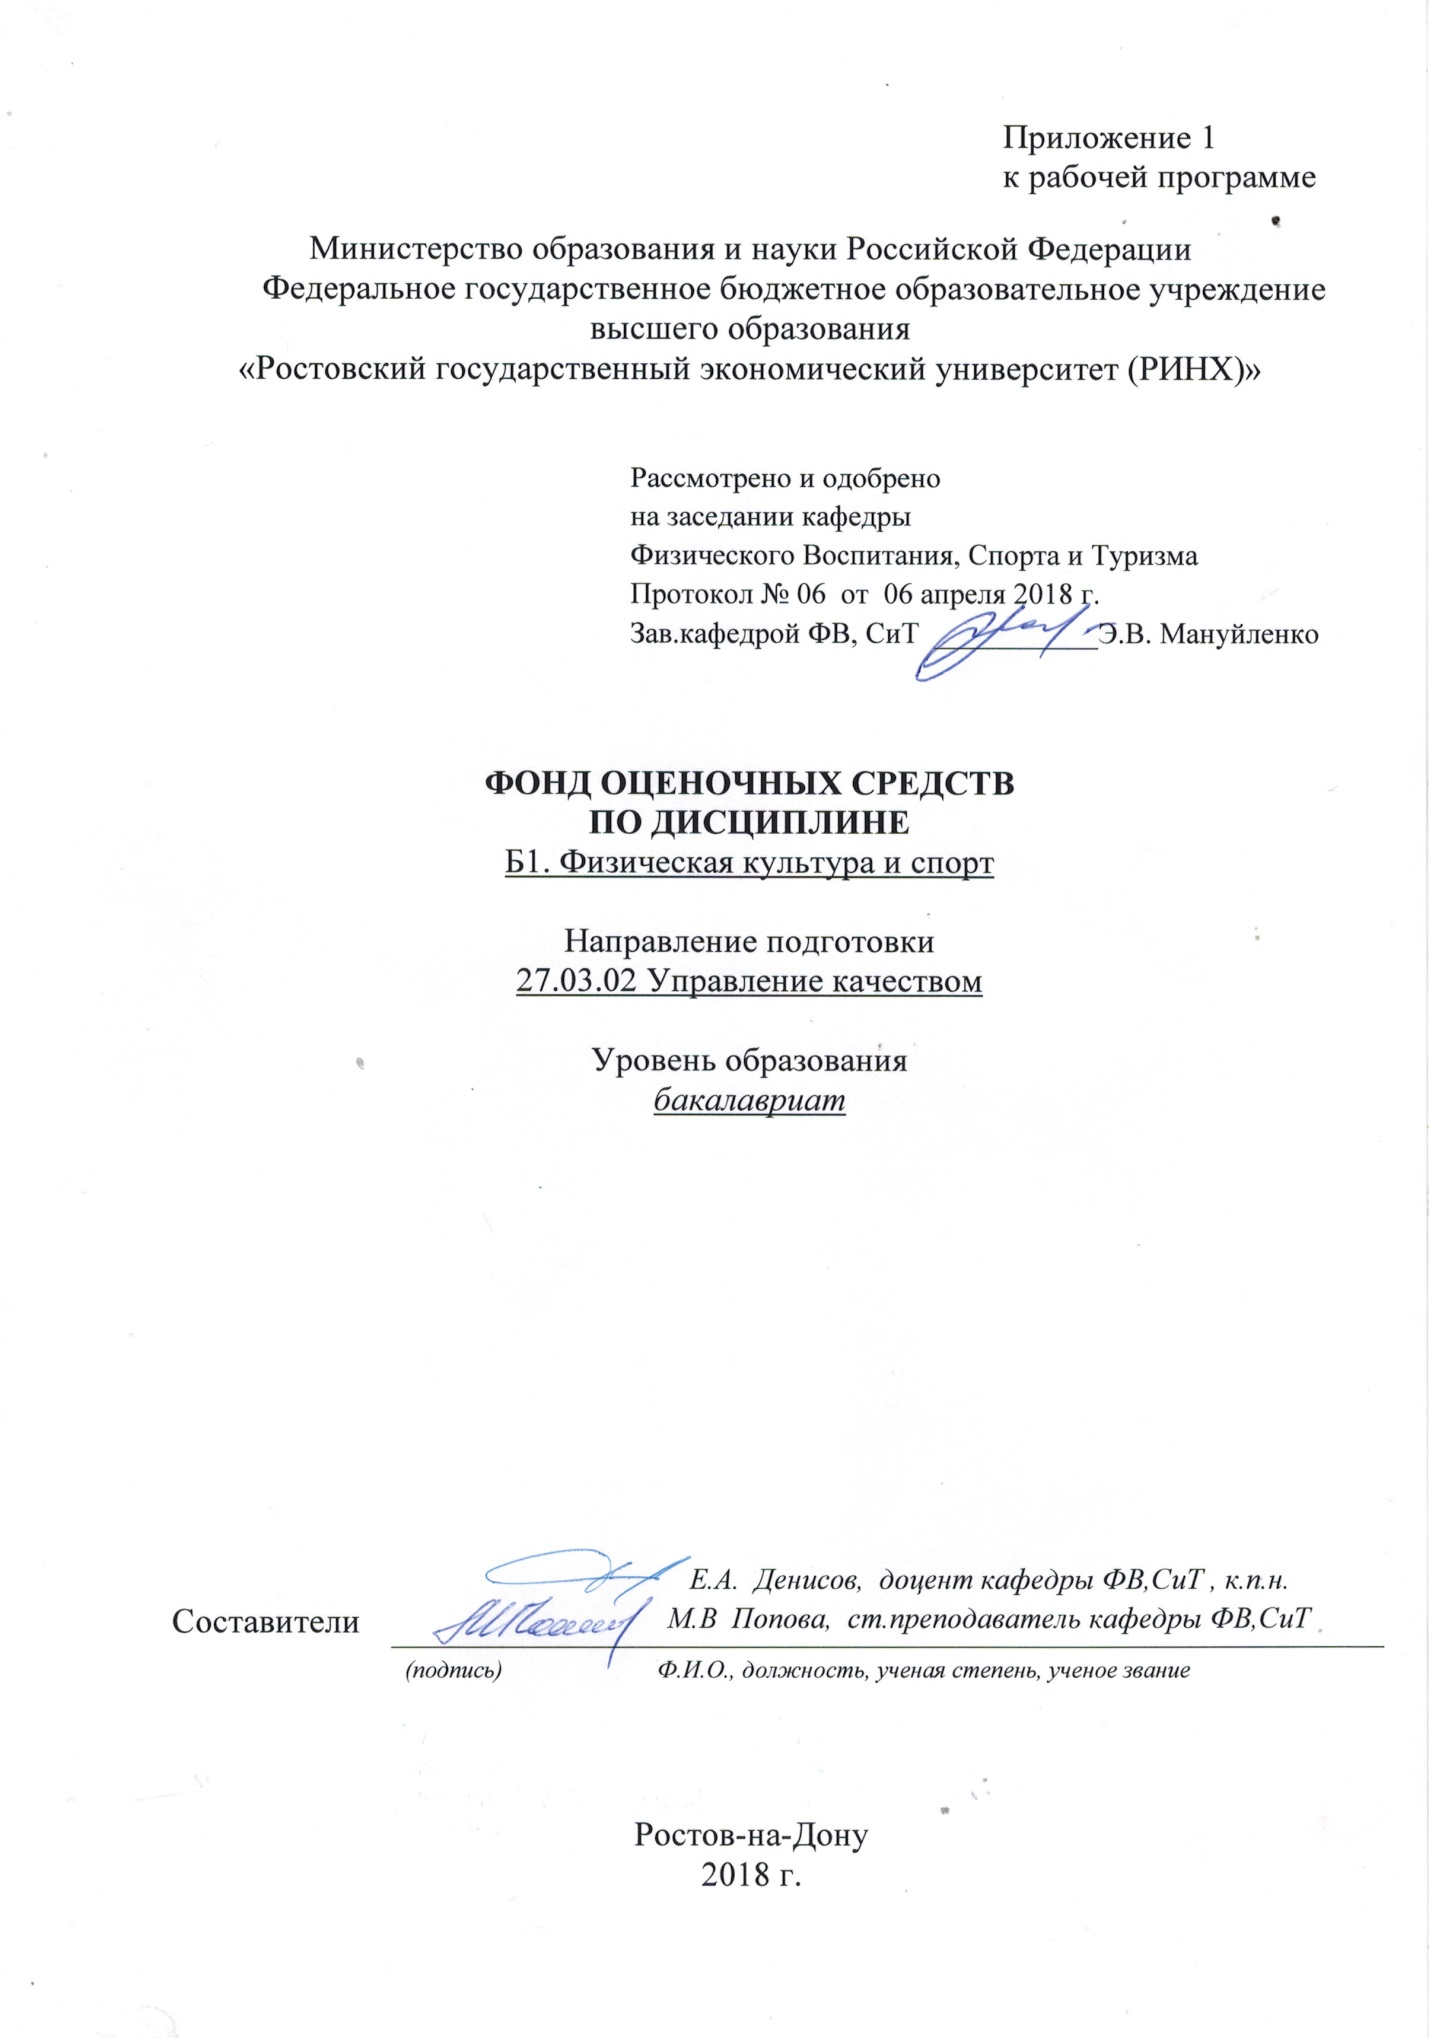 Приложение 1
к рабочей программе
Министерство образования и науки Российской Федерации
Федеральное государственное бюджетное образовательное учреждение
высшего образования
«Ростовский государственный экономический университет (РИНХ)»
Рассмотрено и одобрено
на заседании кафедры
Физического Воспитания, Спорта и Туризма
Протокол № 06 от 06 апреля 2018 г.
Зав.кафедрой ФВ, СиТ ____________Э.В. Мануйленко
ФОНД ОЦЕНОЧНЫХ СРЕДСТВ
ПО ДИСЦИПЛИНЕ
Б1. Физическая культура и спорт
Направление подготовки
27.03.02 Управление качеством
Уровень образования
бакалавриат
Е.А. Денисов, доцент кафедры ФВ,СиТ , к.п.н.
Составители М.В Попова, ст.преподаватель кафедры ФВ,СиТ
(подпись) Ф.И.О., должность, ученая степень, ученое звание
Ростов-на-Дону
2018 г.